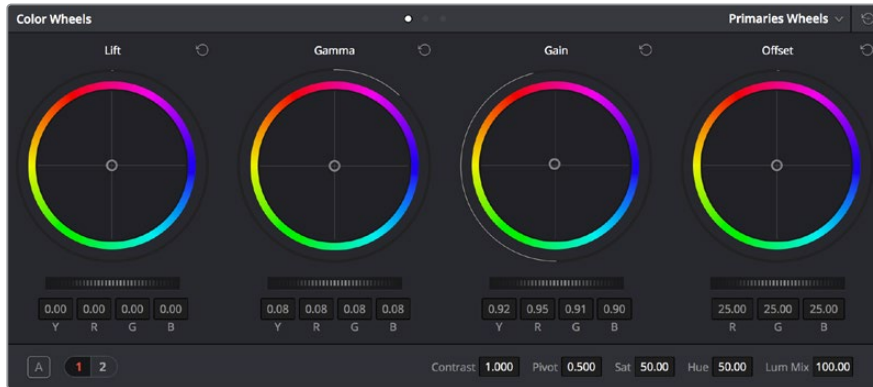 Color Wheels Primaries Wheels
Lift Gamma Gain Offset
0.00 0.00 0.00 0.00 0.08 0.08 0.08 0.08 0.92 0.95 0.91 0.90 25.00 25.00 25.00
Y R G B Y R G B Y R G B R G B
A 1 2 Contrast 1.000 Pivot 0.500 Sat 50.00 Hue 50.00 Lum Mix 100.00